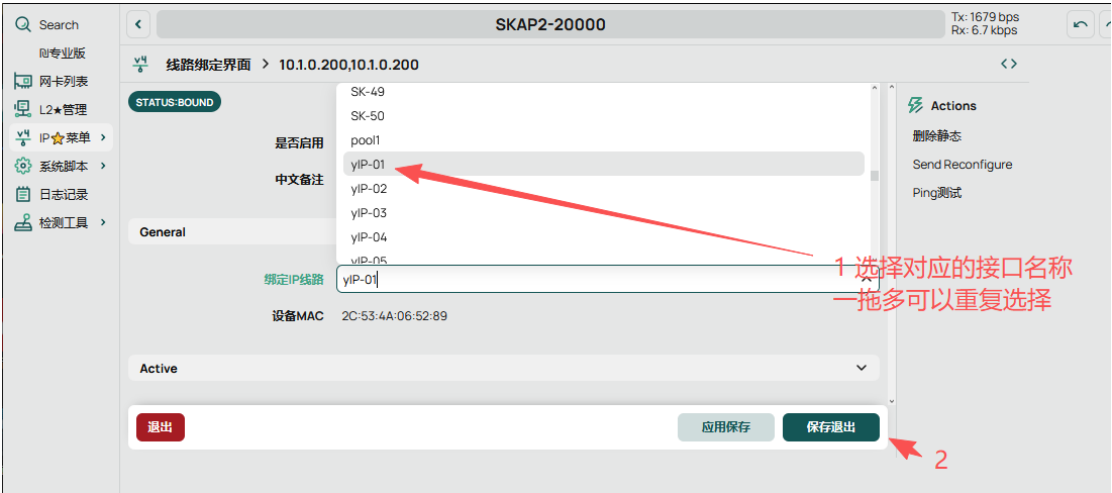 Search
SKAP2-20000
Tx: 1679 bps
Rx: 6.7 kbps
专业版
线路绑定界面 > 10.1.0.200,10.1.0.200
网卡列表
L2★管理
IP⭐菜单
系统脚本
日志记录
检测工具
STATUS:BOUND
是否启用
中文备注
General
SK-49
SK-50
pool1
yIP-01
yIP-02
yIP-03
yIP-04
yIP-05
绑定IP线路
yIP-01
设备MAC
2C:53:4A:06:52:89
Active
退出
应用保存
保存退出
Actions
删除静态
Send Reconfigure
Ping测试
1 选择对应的接口名称
一拖多可以重复选择
2